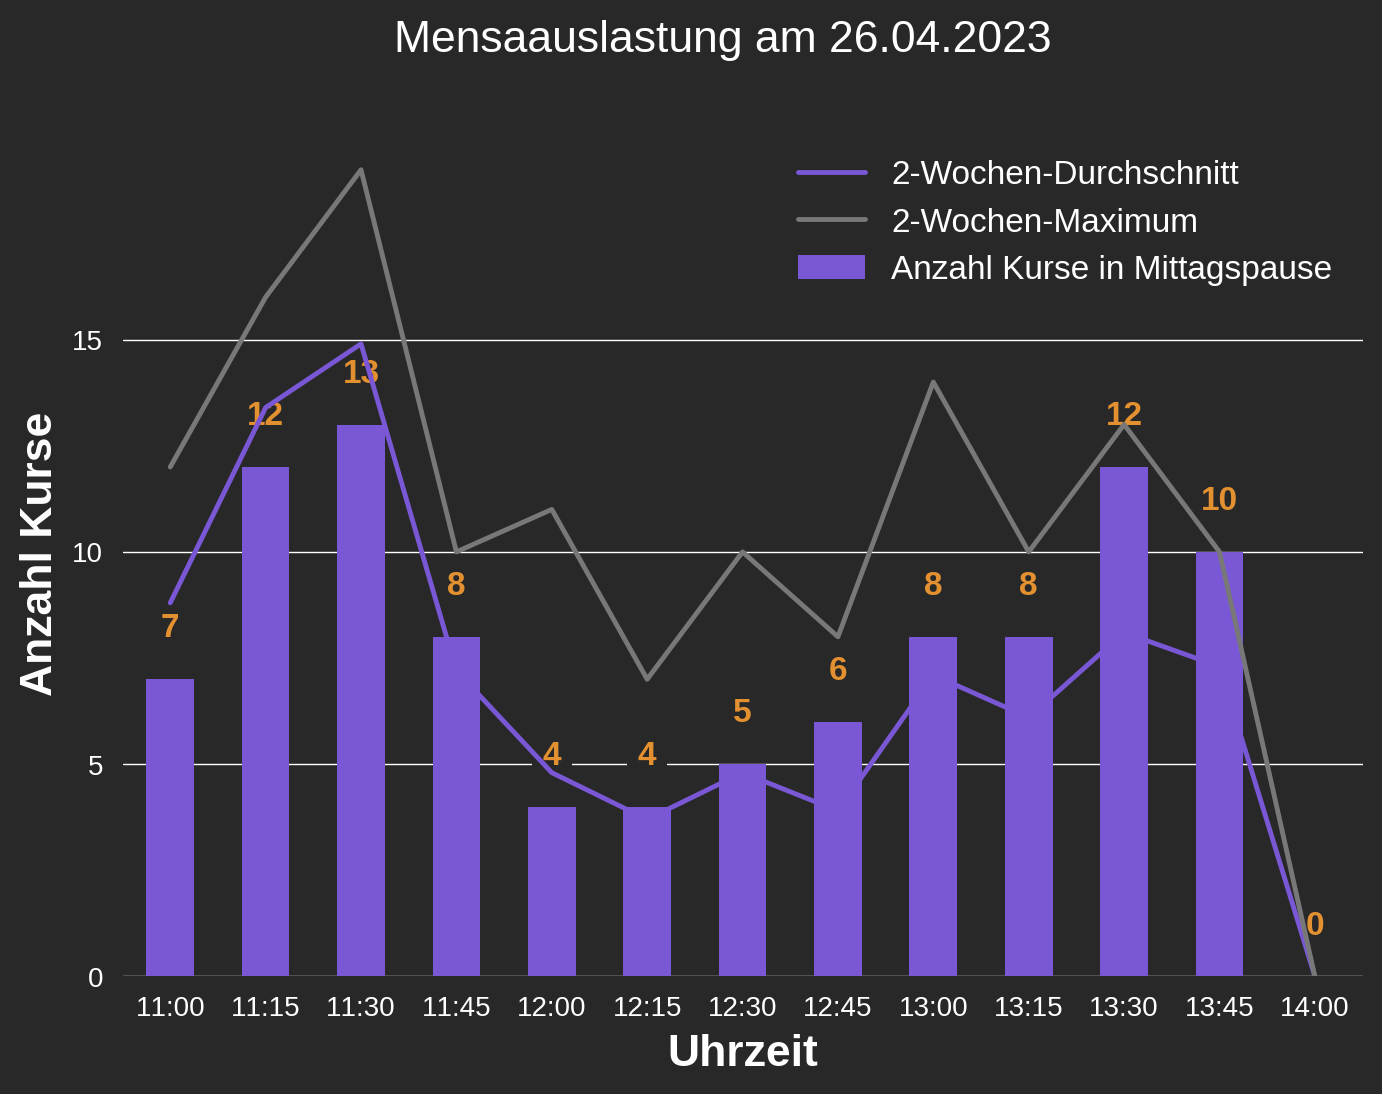 Mensaauslastung am 26.04.2023
2-Wochen-Durchschnitt
2-Wochen-Maximum
Anzahl Kurse in Mittagspause
Anzahl Kurse
15
10
5
0
7
12
13
8
4
4
5
6
8
8
12
10
0
11:00 11:15 11:30 11:45 12:00 12:15 12:30 12:45 13:00 13:15 13:30 13:45 14:00
Uhrzeit